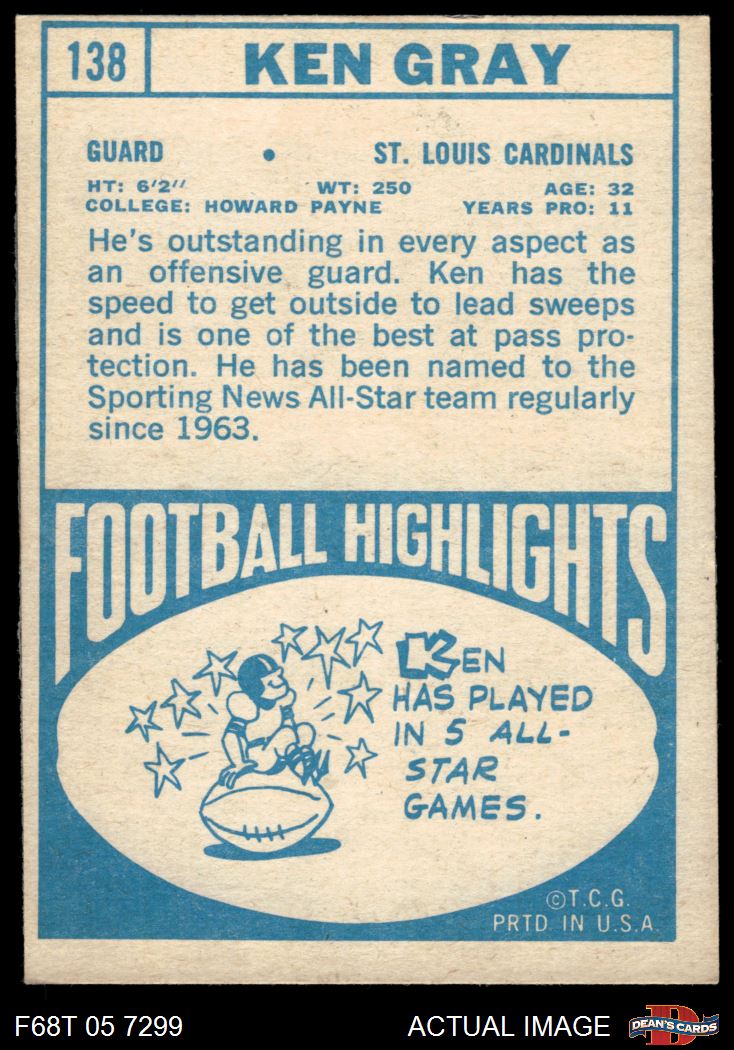 138 KEN GRAY
GUARD • ST. LOUIS CARDINALS
HT: 6'2" WT: 250 AGE: 32
COLLEGE: HOWARD PAYNE YEARS PRO: 11
He's outstanding in every aspect as
an offensive guard. Ken has the
speed to get outside to lead sweeps
and is one of the best at pass pro-
tection. He has been named to the
Sporting News All-Star team regularly
since 1963.
FOOTBALL HIGHLIGHTS
KEN
HAS PLAYED
IN 5 ALL-
STAR
GAMES.
©T.C.G.
PRTD. IN U.S.A.
F68T 05 7299 ACTUAL IMAGE D DEAN'S CARDS